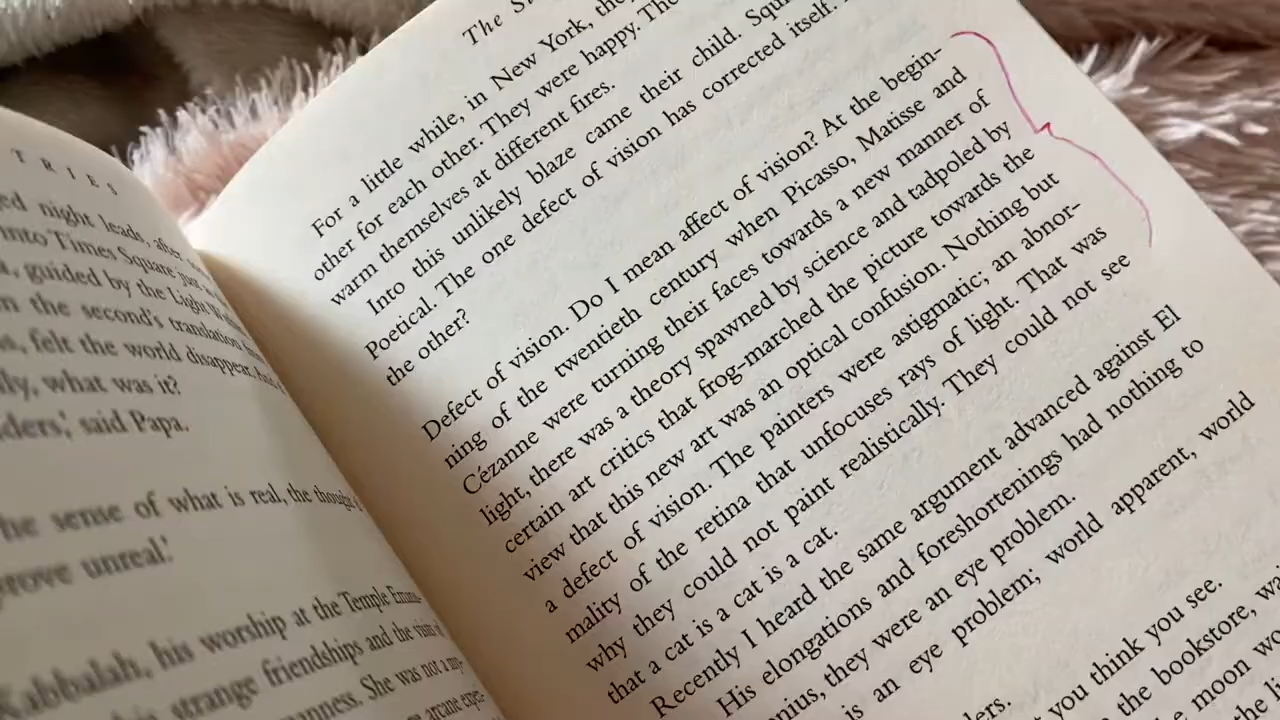 TRIES
night leads, after
into Times Square just
guided by the Light
the second's translation
felt the world disappear,
what was it?
said Papa.
sense of what is real, the thought
prove unreal.'
Kabbalah, his worship at the Temple
strange friendships and the
She was not a
arcane
The
For a little while, in New York,
other for each other. They were happy. The
warm themselves at different fires.
Into this unlikely blaze came their child.
Poetical. The one defect of vision has corrected itself.
the other?
Defect of vision. Do I mean affect of vision? At the begin-
ning of the twentieth century when Picasso, Matisse and
Cézanne were turning their faces towards a new manner of
light, there was a theory spawned by science and tadpoled by
certain art critics that frog-marched the picture towards the
view that this new art was an optical confusion. Nothing but
a defect of vision. The painters were astigmatic; an abnor-
mality of the retina that unfocuses rays of light. That was
why they could not paint realistically. They could not see
that a cat is a cat is a cat.
Recently I heard the same argument advanced against El
His elongations and foreshortenings had nothing to
they were an eye problem.
is an eye problem; world apparent, world
you think you see.
the bookstore,
moon
the